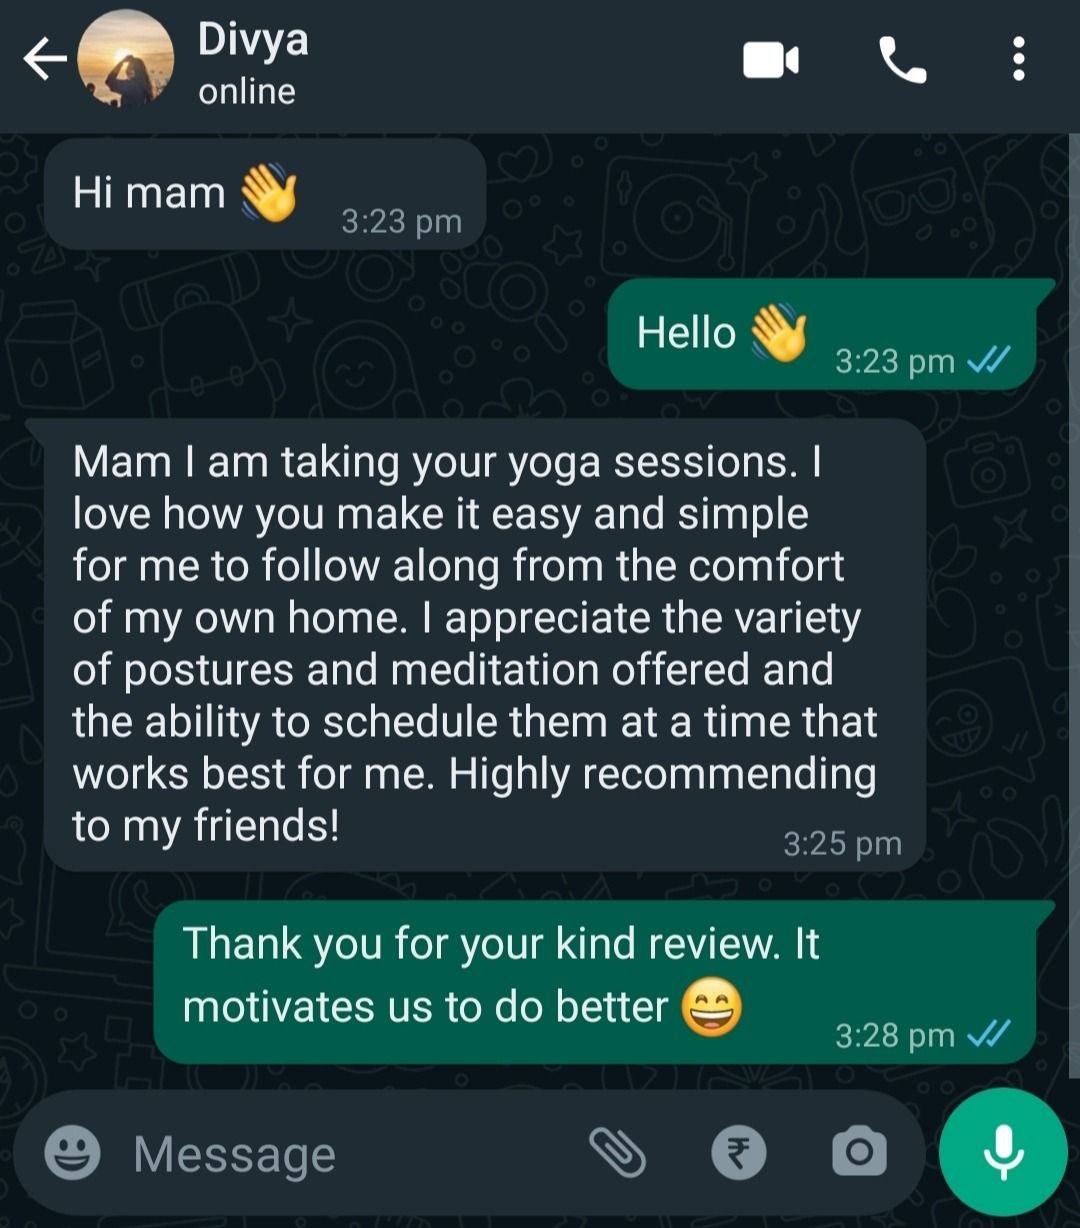 Divya
online
Hi mam 👋
3:23 pm
Hello 👋
3:23 pm
Mam I am taking your yoga sessions. I
love how you make it easy and simple
for me to follow along from the comfort
of my own home. I appreciate the variety
of postures and meditation offered and
the ability to schedule them at a time that
works best for me. Highly recommending
to my friends!
3:25 pm
Thank you for your kind review. It
motivates us to do better 😄
3:28 pm
Message
₹